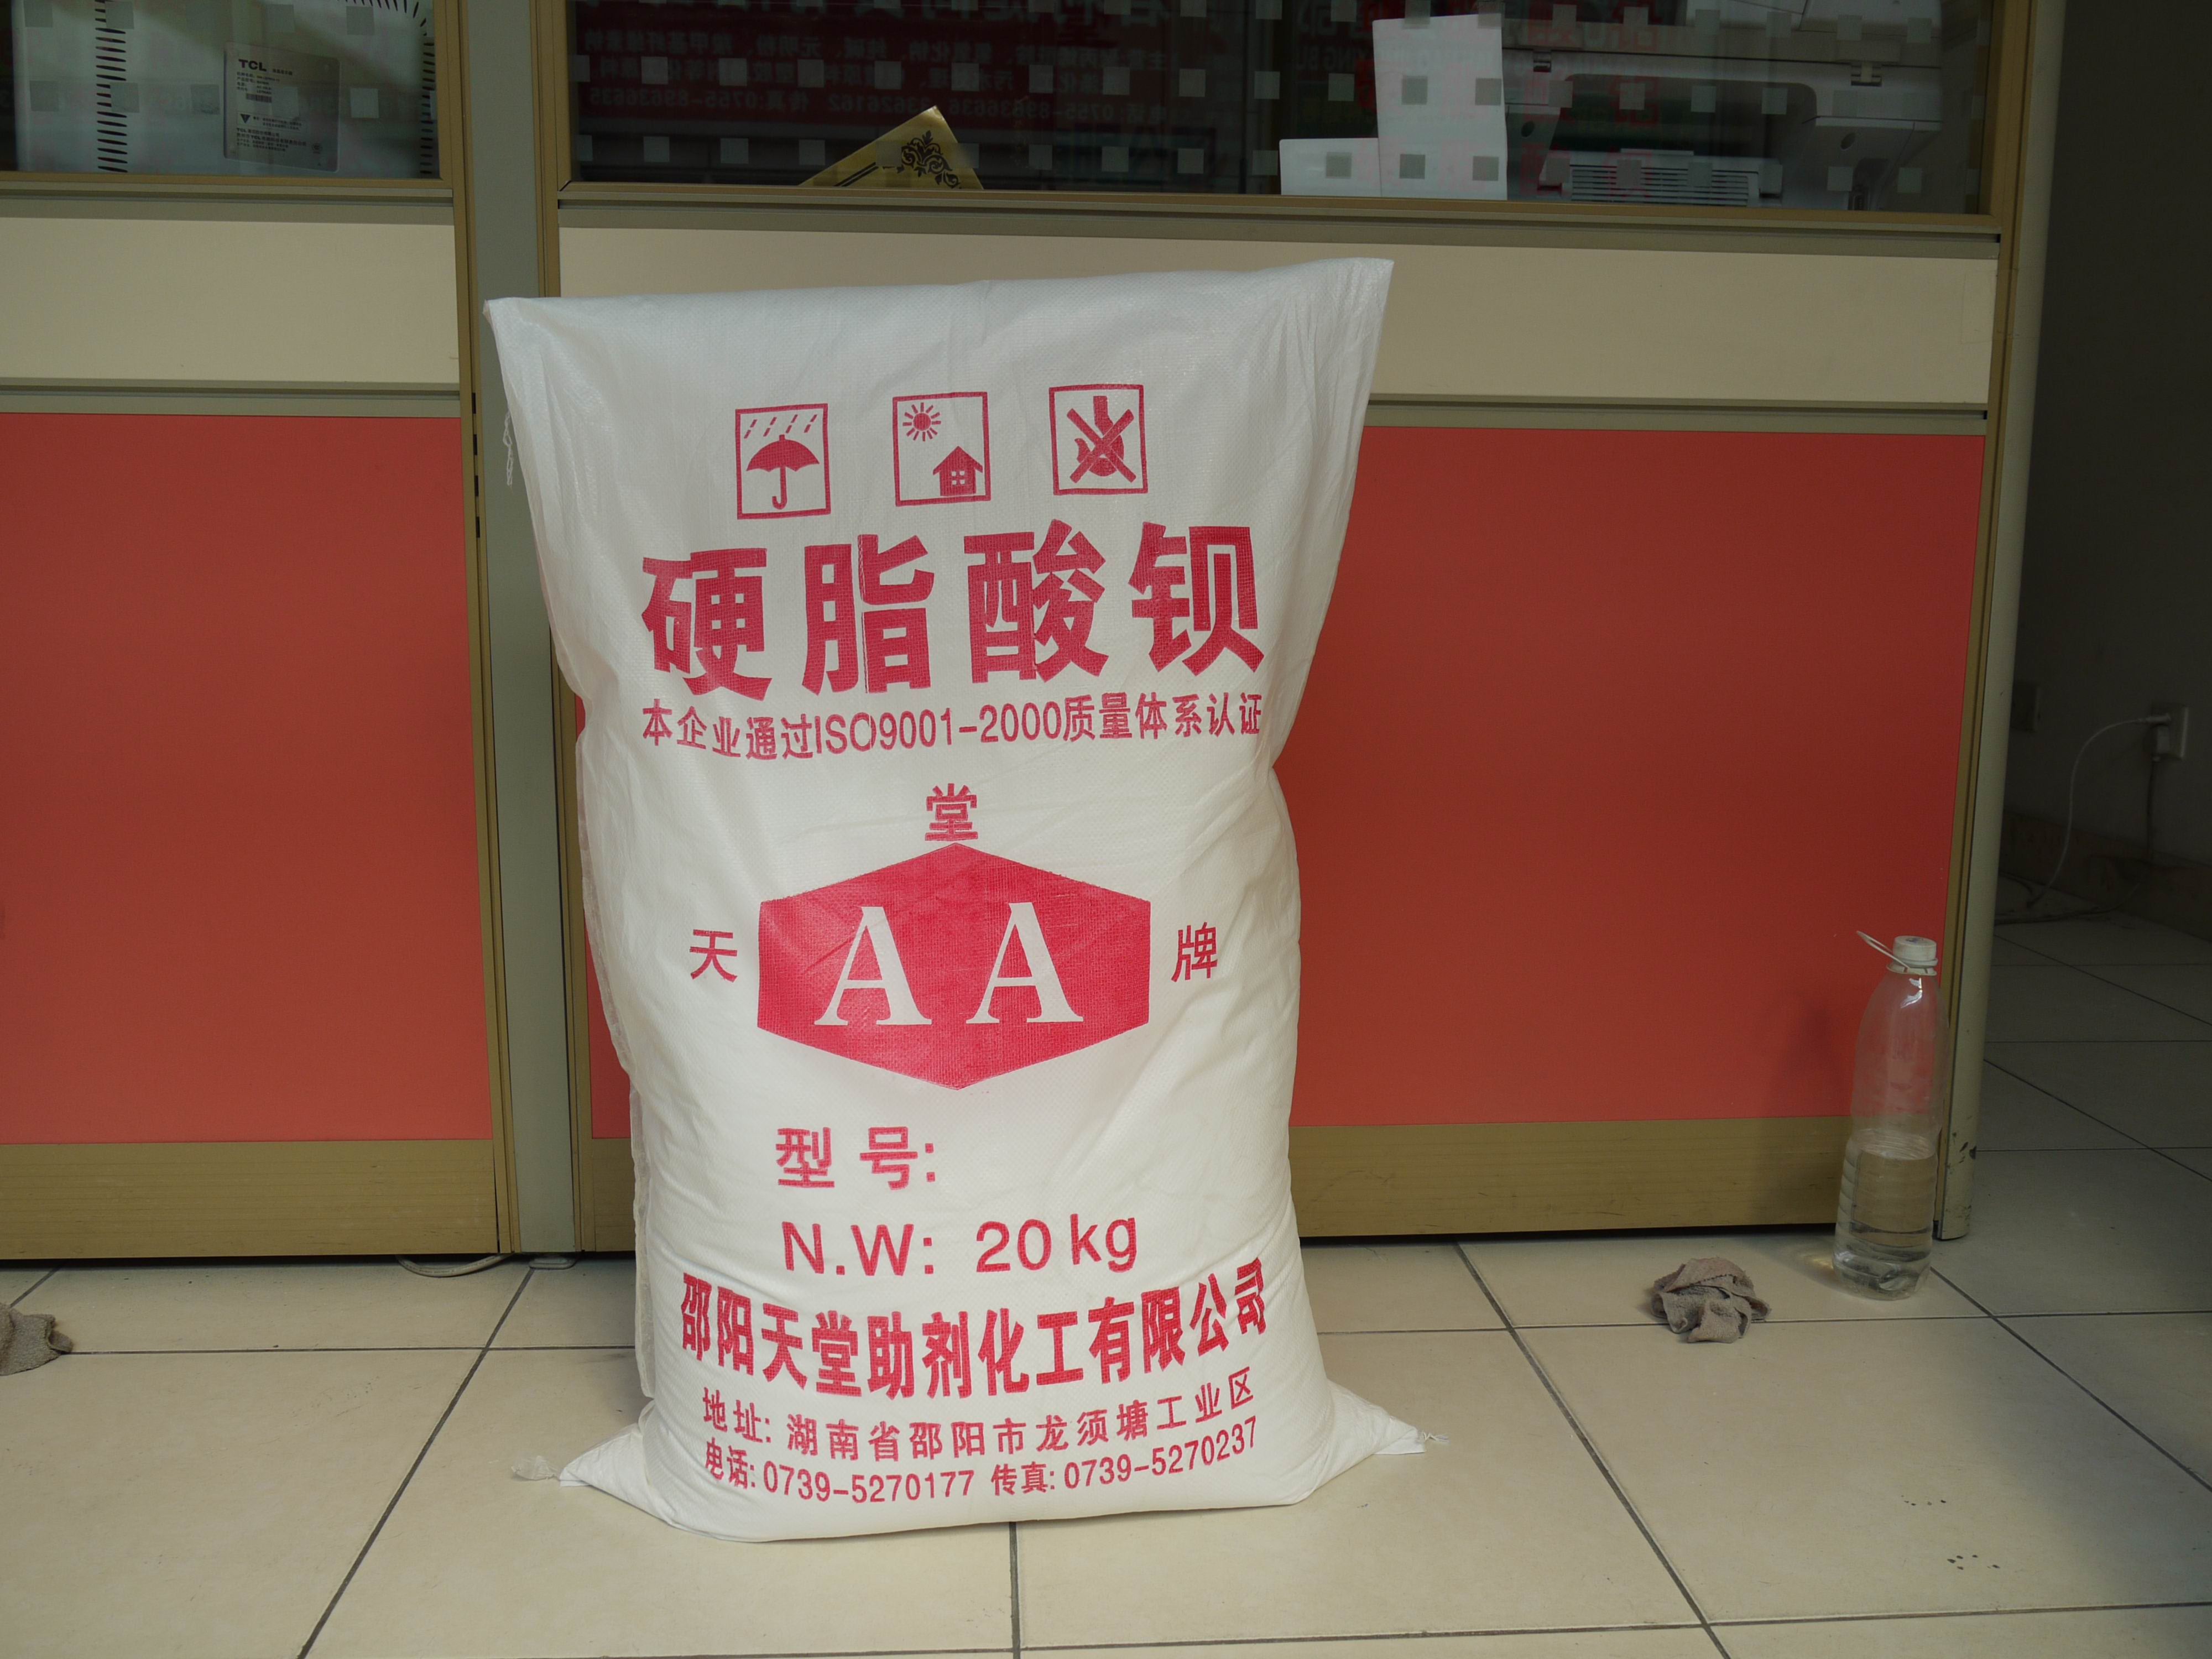 TCL
硬脂酸钡
本企业通过ISO9001-2000质量体系认证
堂
天 AA 牌
型号:
N.W: 20kg
邵阳天堂助剂化工有限公司
地址: 湖南省邵阳市龙须塘工业区
电话: 0739-5270177 传真: 0739-5270237